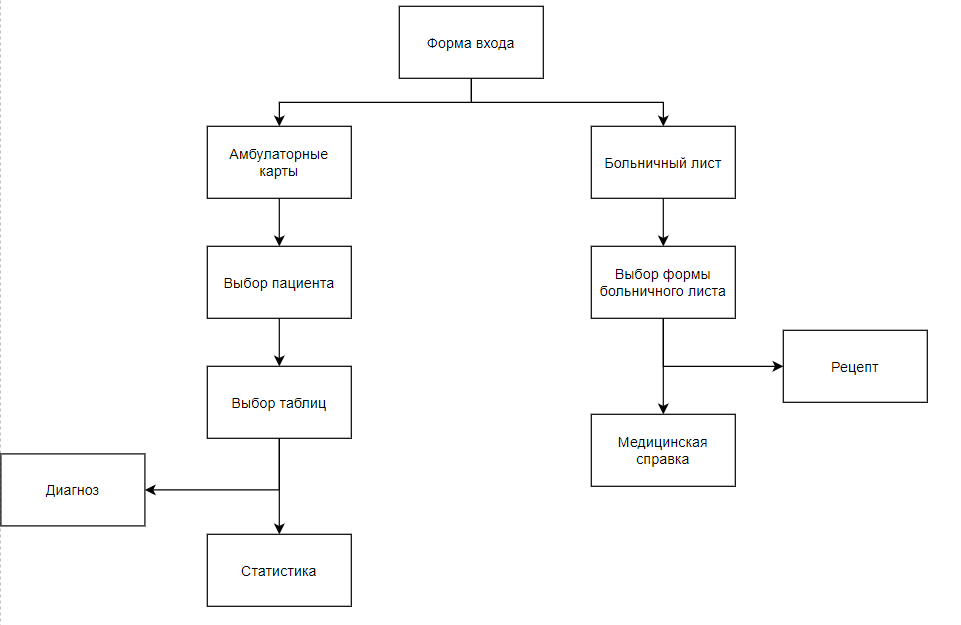 Форма входа
Амбулаторные
карты
Больничный лист
Выбор пациента
Выбор формы
больничного листа
Выбор таблиц
Рецепт
Медицинская
справка
Диагноз
Статистика